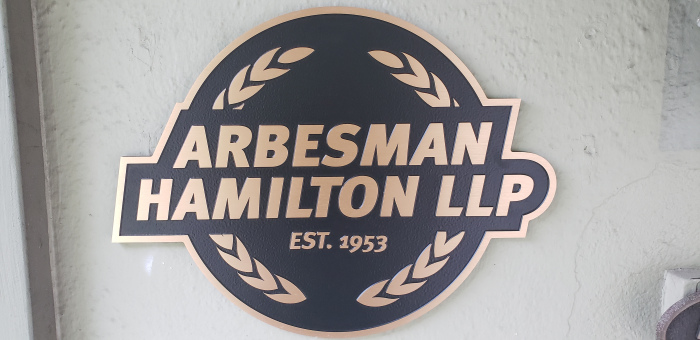 ARBESMAN
HAMILTON LLP
EST. 1953